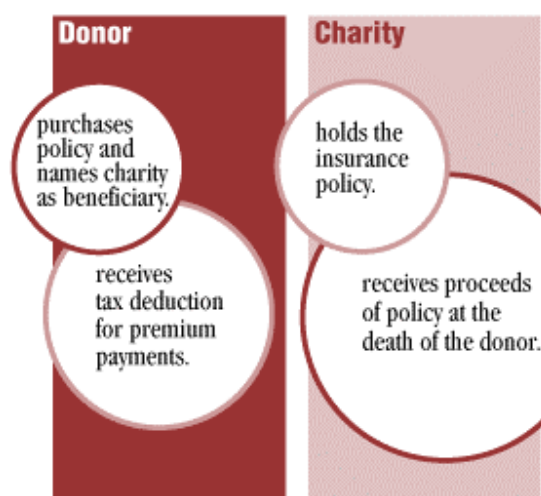 Donor
purchases
policy and
names charity
as beneficiary.
receives
tax deduction
for premium
payments.
Charity
holds the
insurance
policy.
receives proceeds
of policy at the
death of the donor.